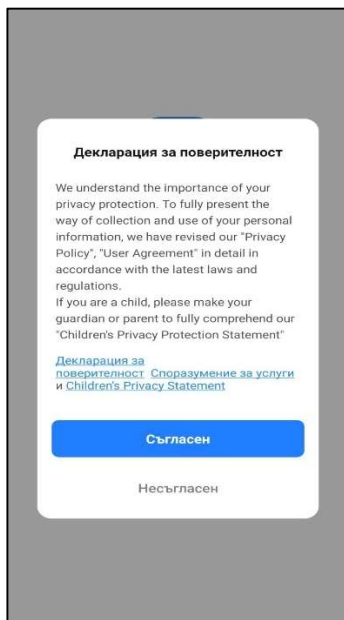 Декларация за поверителност
We understand the importance of your
privacy protection. To fully present the
way of collection and use of your personal
information, we have revised our "Privacy
Policy", "User Agreement" in detail in
accordance with the latest laws and
regulations.
If you are a child, please make your
guardian or parent to fully comprehend our
"Children's Privacy Protection Statement"
Декларация за
поверителност Споразумение за услуги
и Children's Privacy Statement
Съгласен
Несъгласен